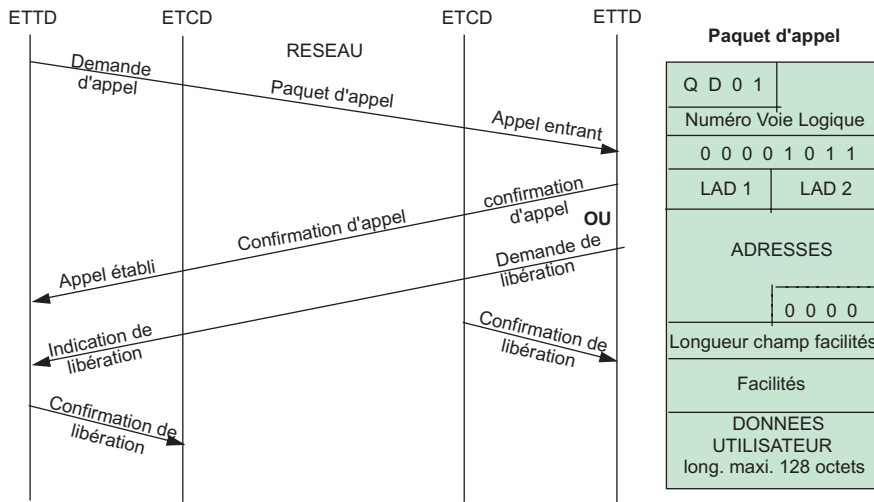 ETTD
ETCD
ETCD
ETTD
RESEAU
Demande
d'appel
Paquet d'appel
Appel entrant
confirmation
d'appel
Confirmation d'appel
OU
Appel établi
Demande de
libération
Indication de
libération
Confirmation de
libération
Confirmation de
libération
Paquet d'appel
Q D 0 1
Numéro Voie Logique
0 0 0 0 1 0 1 1
LAD 1
LAD 2
ADRESSES
0 0 0 0
Longueur champ facilités
Facilités
DONNEES
UTILISATEUR
long. maxi. 128 octets